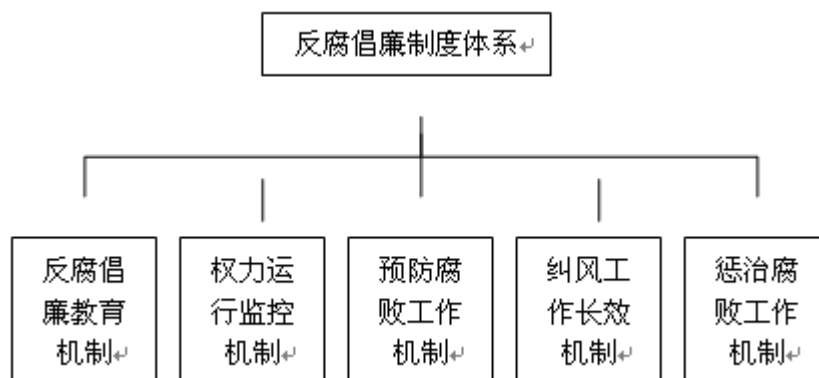 反腐倡廉制度体系
反腐倡
廉教育
机制
权力运
行监控
机制
预防腐
败工作
机制
纠风工
作长效
机制
惩治腐
败工作
机制